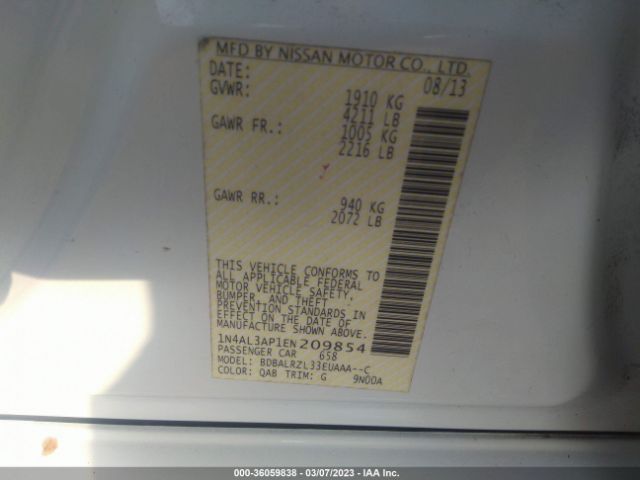 MFD BY NISSAN MOTOR CO., LTD.
DATE: 08/13
GVWR: 1910 KG
4211 LB
GAWR FR.: 1005 KG
2216 LB
GAWR RR.: 940 KG
2072 LB
THIS VEHICLE CONFORMS TO
ALL APPLICABLE FEDERAL
MOTOR VEHICLE SAFETY,
BUMPER, AND THEFT
PREVENTION STANDARDS IN
EFFECT ON THE DATE OF
MANUFACTURE SHOWN ABOVE.
1N4AL3AP1EN209854
PASSENGER CAR 658
MODEL: BDBALRZL33EUAAA--C
COLOR: QAB TRIM: G 9N00A
000-36059838 - 03/07/2023 - IAA Inc.